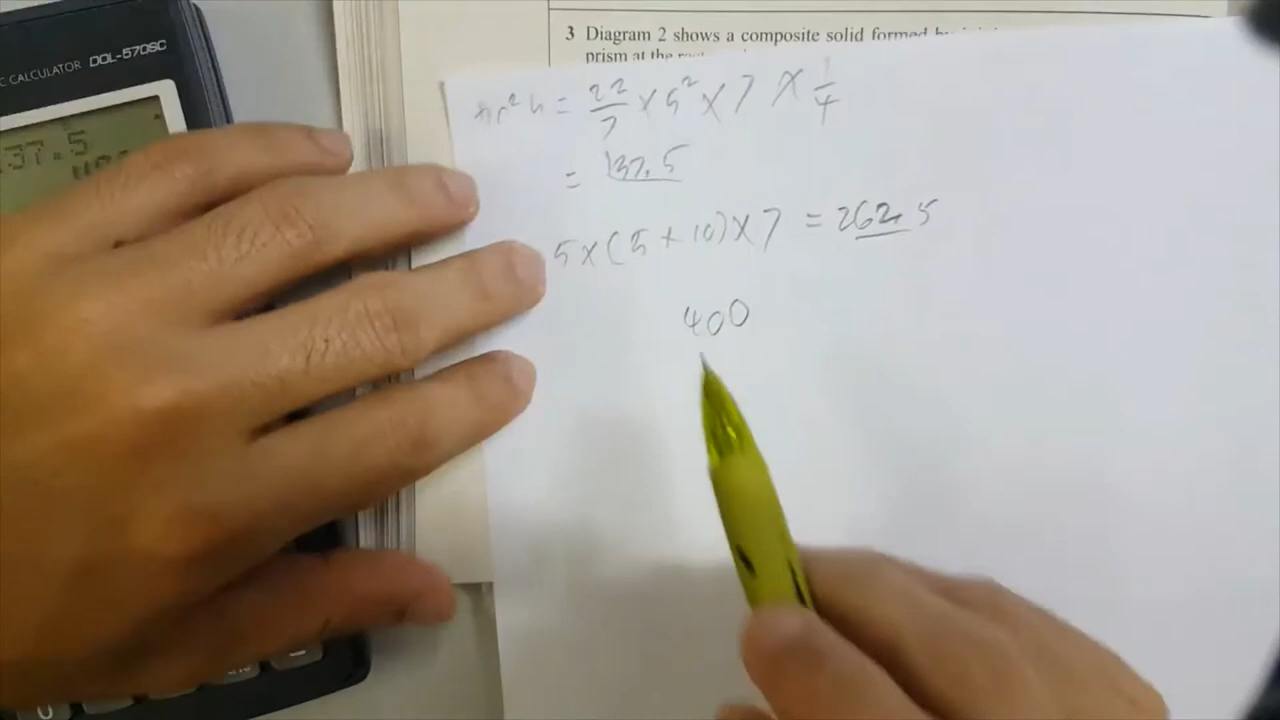 C CALCULATOR DOL-570SC
137.5
3 Diagram 2 shows a composite solid formed
prism at the
πr²h = 22/7 × 5² × 7 × 1/4
= 137.5
5 × (5 + 10) × 7 = 262.5
400